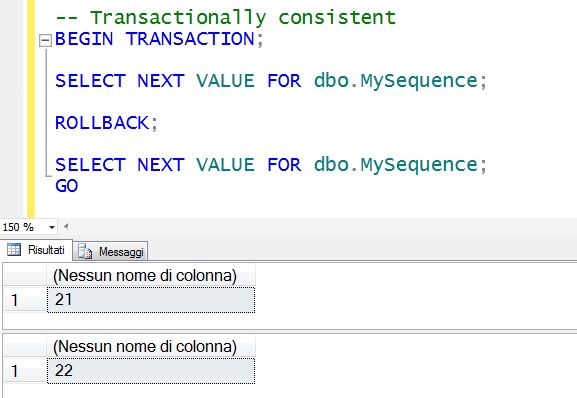 -- Transactionally consistent
BEGIN TRANSACTION;
SELECT NEXT VALUE FOR dbo.MySequence;
ROLLBACK;
SELECT NEXT VALUE FOR dbo.MySequence;
GO
150 %
Risultati Messaggi
(Nessun nome di colonna)
1 21
(Nessun nome di colonna)
1 22